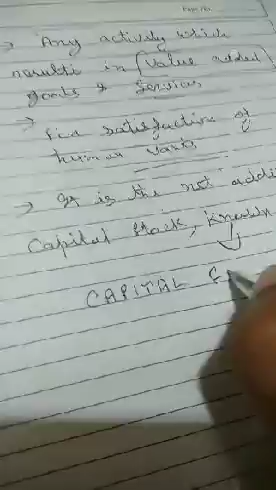 → Any activity which
results in [value added]
goods & services
→
for satisfaction of
human wants
→ It is the net addi
Capital stock, known
CAPITAL